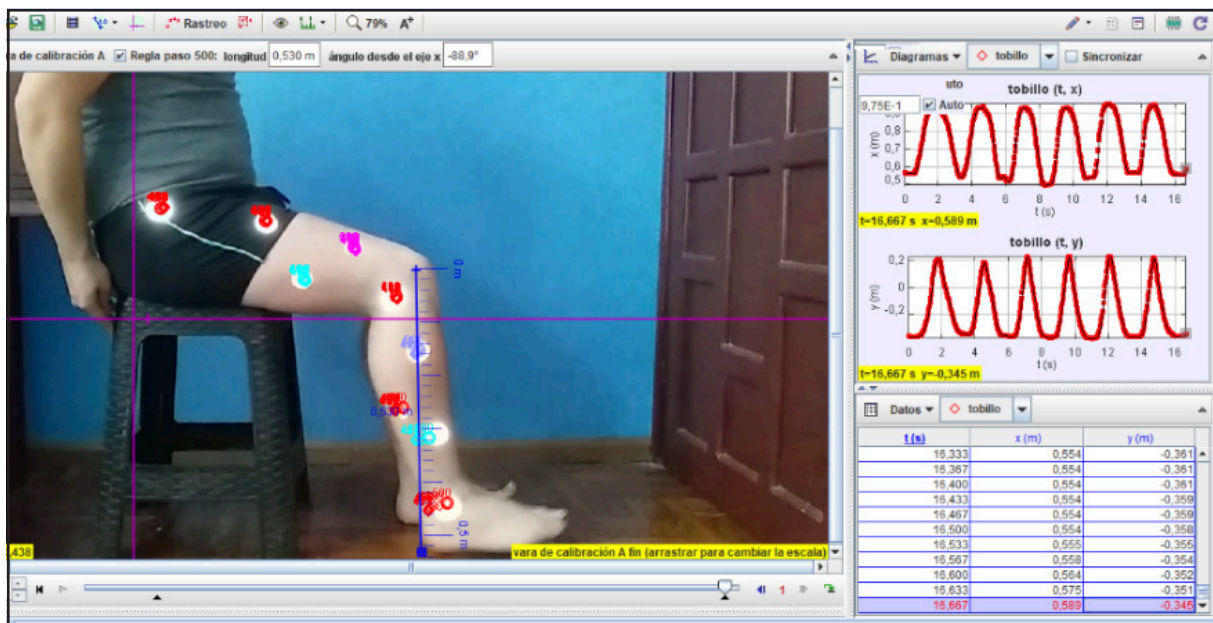 Rastreo 79%
a de calibración A Regla paso 500: longitud 0,530 m ángulo desde el eje x -88,9°
0 m
0,530 m
0,5 m
,438
vara de calibración A fin (arrastrar para cambiar la escala)
1
Diagramas tobillo Sincronizar
uto
9,75E-1 Auto
tobillo (t, x)
x (m)
0,8
0,7
0,6
0,5
0 2 4 6 8 10 12 14 16
t (s)
t=16,667 s x=0,589 m
tobillo (t, y)
y (m)
0,2
0
-0,2
0 2 4 6 8 10 12 14 16
t (s)
t=16,667 s y=-0,345 m
Datos tobillo
t (s) x (m) y (m)
16,333 0,554 -0,361
16,367 0,554 -0,361
16,400 0,554 -0,361
16,433 0,554 -0,359
16,467 0,554 -0,359
16,500 0,554 -0,358
16,533 0,555 -0,355
16,567 0,558 -0,354
16,600 0,564 -0,352
16,633 0,575 -0,351
16,667 0,589 -0,345